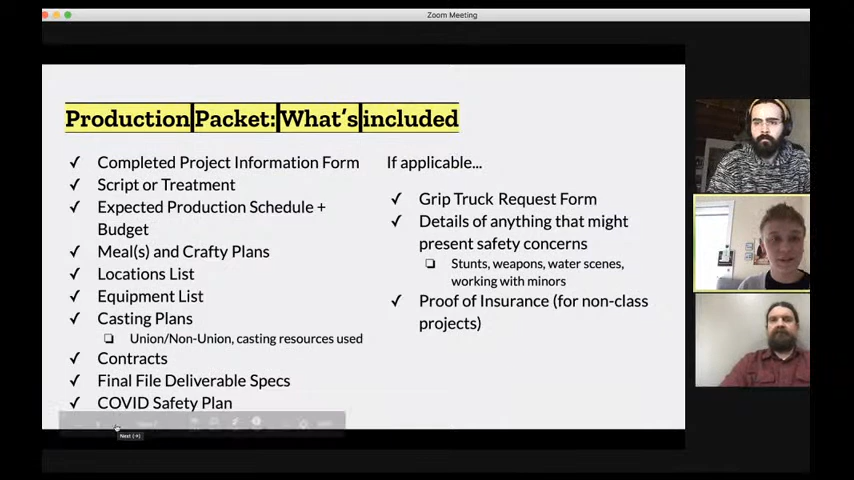 Zoom Meeting
Production Packet: What's included
✓ Completed Project Information Form
✓ Script or Treatment
✓ Expected Production Schedule +
Budget
✓ Meal(s) and Crafty Plans
✓ Locations List
✓ Equipment List
✓ Casting Plans
❑ Union/Non-Union, casting resources used
✓ Contracts
✓ Final File Deliverable Specs
✓ COVID Safety Plan
If applicable...
✓ Grip Truck Request Form
✓ Details of anything that might
present safety concerns
❑ Stunts, weapons, water scenes,
working with minors
✓ Proof of Insurance (for non-class
projects)
Next (→)